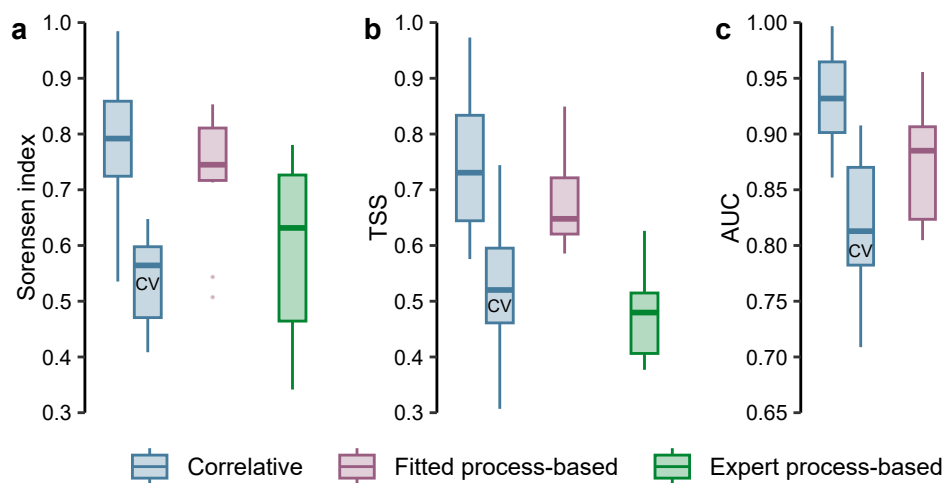 a
Sorensen index
1.0
0.9
0.8
0.7
0.6
0.5
0.4
0.3
CV
b
TSS
1.0
0.9
0.8
0.7
0.6
0.5
0.4
0.3
CV
c
AUC
1.00
0.95
0.90
0.85
0.80
0.75
0.70
0.65
CV
Correlative
Fitted process-based
Expert process-based